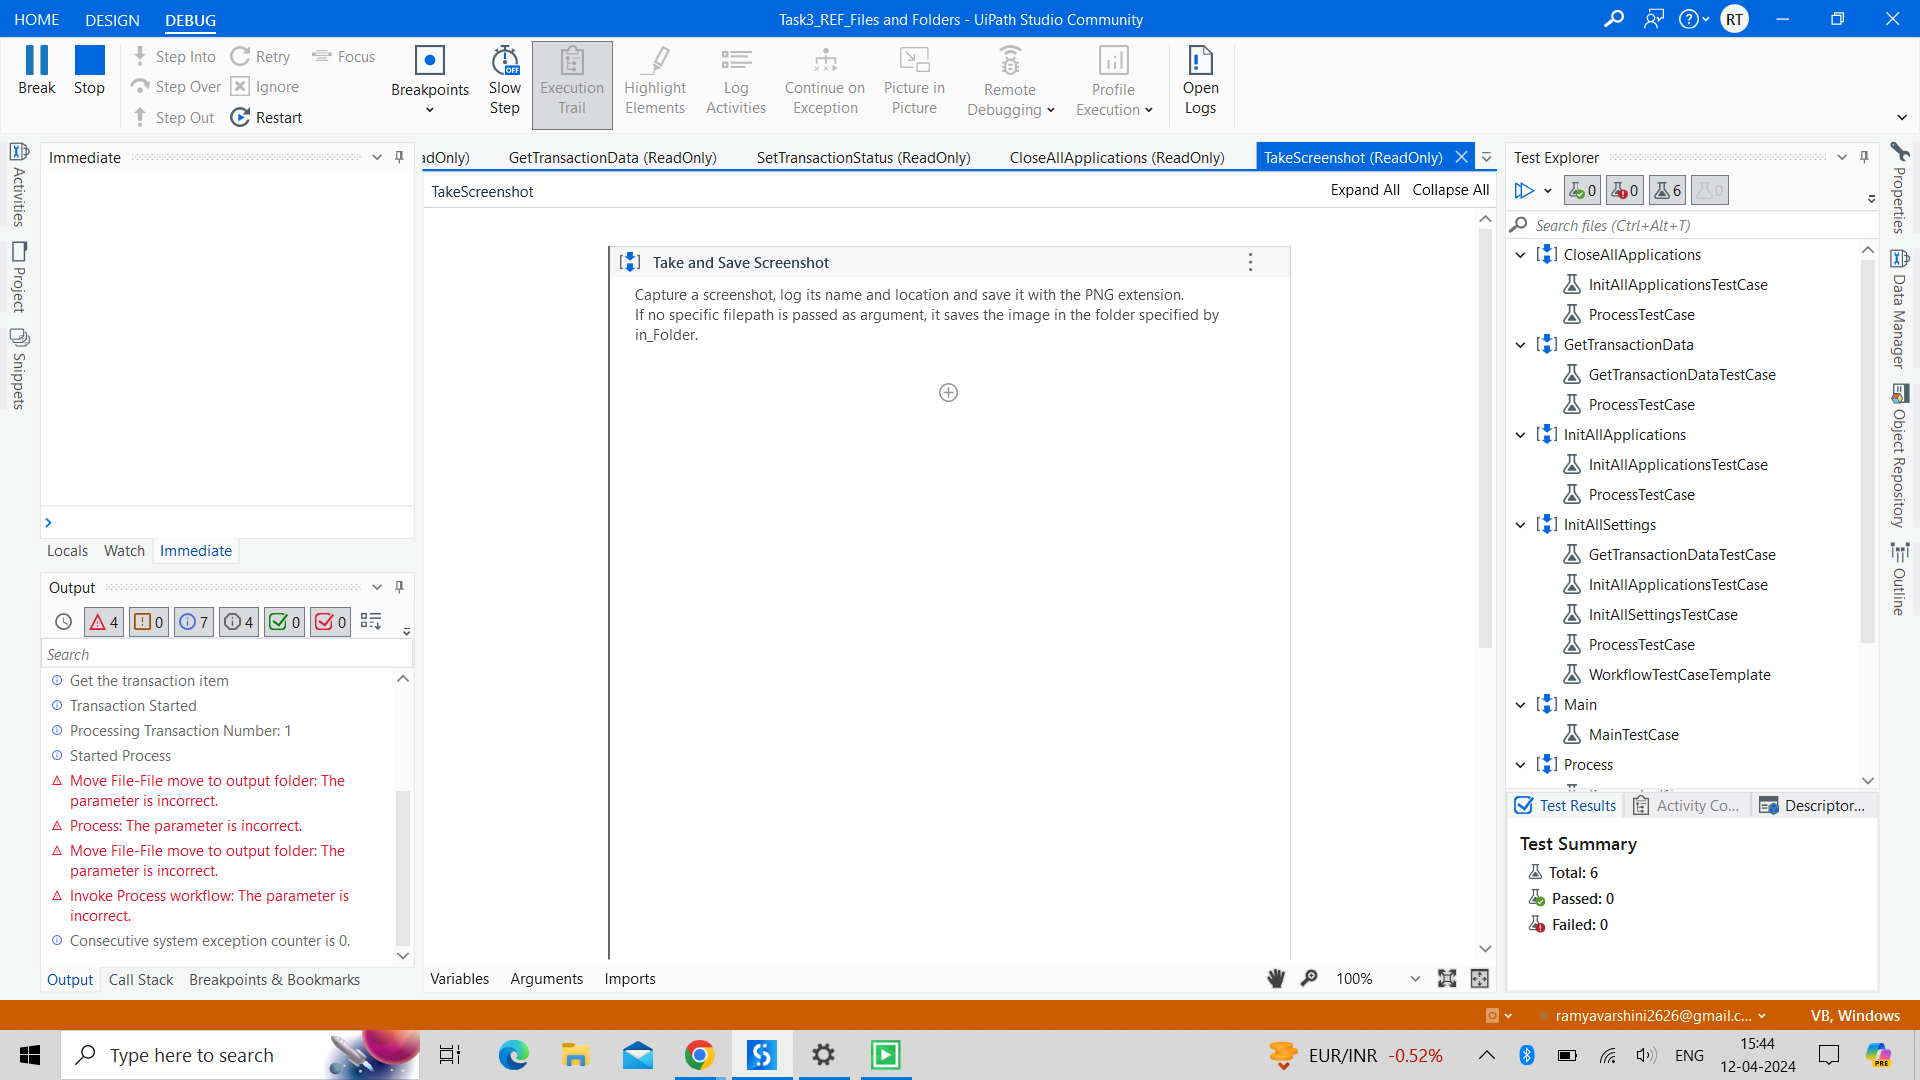 HOME DESIGN DEBUG
Task3_REF_Files and Folders - UiPath Studio Community
RT
Break
Stop
Step Into
Step Over
Step Out
Retry
Ignore
Restart
Focus
Breakpoints
Slow
Step
OFF
Execution
Trail
Highlight
Elements
Log
Activities
Continue on
Exception
Picture in
Picture
Remote
Debugging
Profile
Execution
Open
Logs
Activities
Project
Snippets
Immediate
Locals Watch Immediate
Output
4 0 7 4 0 0
Search
Get the transaction item
Transaction Started
Processing Transaction Number: 1
Started Process
Move File-File move to output folder: The
parameter is incorrect.
Process: The parameter is incorrect.
Move File-File move to output folder: The
parameter is incorrect.
Invoke Process workflow: The parameter is
incorrect.
Consecutive system exception counter is 0.
Output Call Stack Breakpoints & Bookmarks
adOnly) GetTransactionData (ReadOnly) SetTransactionStatus (ReadOnly) CloseAllApplications (ReadOnly) TakeScreenshot (ReadOnly)
TakeScreenshot
Expand All Collapse All
Take and Save Screenshot
Capture a screenshot, log its name and location and save it with the PNG extension.
If no specific filepath is passed as argument, it saves the image in the folder specified by
in_Folder.
Variables Arguments Imports
100%
Test Explorer
0 0 6 0
Search files (Ctrl+Alt+T)
CloseAllApplications
InitAllApplicationsTestCase
ProcessTestCase
GetTransactionData
GetTransactionDataTestCase
ProcessTestCase
InitAllApplications
InitAllApplicationsTestCase
ProcessTestCase
InitAllSettings
GetTransactionDataTestCase
InitAllApplicationsTestCase
InitAllSettingsTestCase
ProcessTestCase
WorkflowTestCaseTemplate
Main
MainTestCase
Process
Test Results Activity Co... Descriptor...
Test Summary
Total: 6
Passed: 0
Failed: 0
Properties
Data Manager
Object Repository
Outline
ramyavarshini2626@gmail.c...
VB, Windows
Type here to search
EUR/INR -0.52%
ENG
15:44
12-04-2024
PRE